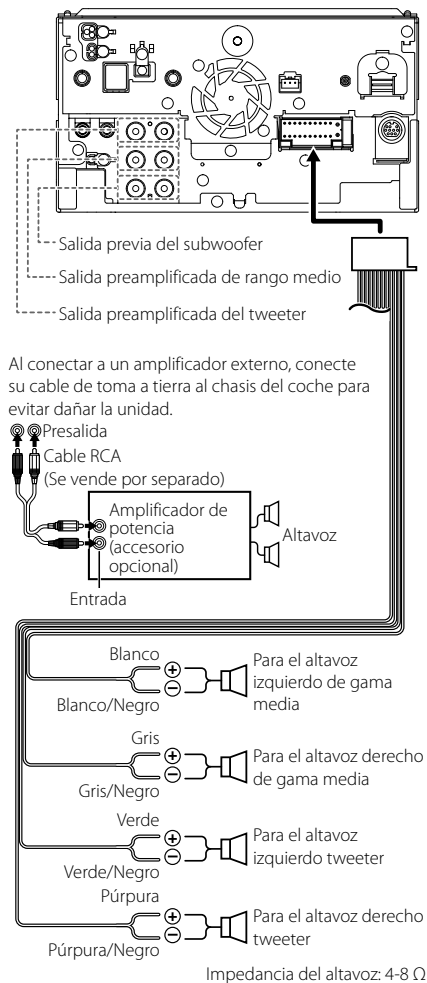 Salida previa del subwoofer
Salida preamplificada de rango medio
Salida preamplificada del tweeter
Al conectar a un amplificador externo, conecte
su cable de toma a tierra al chasis del coche para
evitar dañar la unidad.
Presalida
Cable RCA
(Se vende por separado)
Amplificador de
potencia
(accesorio
opcional)
Altavoz
Entrada
Blanco
+
Para el altavoz
izquierdo de gama
media
−
Blanco/Negro
Gris
+
Para el altavoz derecho
de gama media
−
Gris/Negro
Verde
+
Para el altavoz
izquierdo tweeter
−
Verde/Negro
Púrpura
+
Para el altavoz derecho
tweeter
−
Púrpura/Negro
Impedancia del altavoz: 4-8 Ω